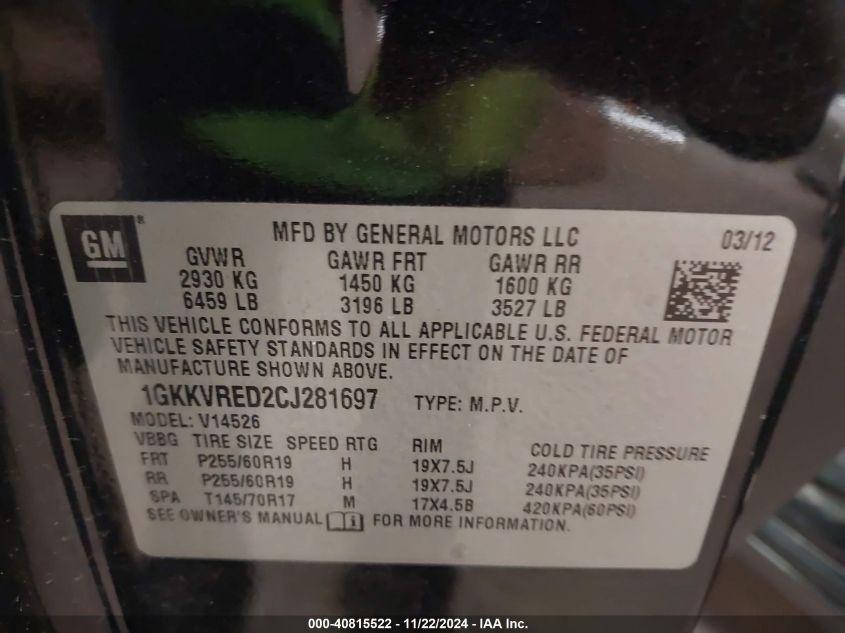 GM ®
MFD BY GENERAL MOTORS LLC 03/12
GVWR GAWR FRT GAWR RR
2930 KG 1450 KG 1600 KG
6459 LB 3196 LB 3527 LB
THIS VEHICLE CONFORMS TO ALL APPLICABLE U.S. FEDERAL MOTOR
VEHICLE SAFETY STANDARDS IN EFFECT ON THE DATE OF
MANUFACTURE SHOWN ABOVE.
1GKKVRED2CJ281697 TYPE: M.P.V.
MODEL: V14526
VBBG TIRE SIZE SPEED RTG RIM COLD TIRE PRESSURE
FRT P255/60R19 H 19X7.5J 240KPA(35PSI)
RR P255/60R19 H 19X7.5J 240KPA(35PSI)
SPA T145/70R17 M 17X4.5B 420KPA(60PSI)
SEE OWNER'S MANUAL FOR MORE INFORMATION.
000-40815522 - 11/22/2024 - IAA Inc.